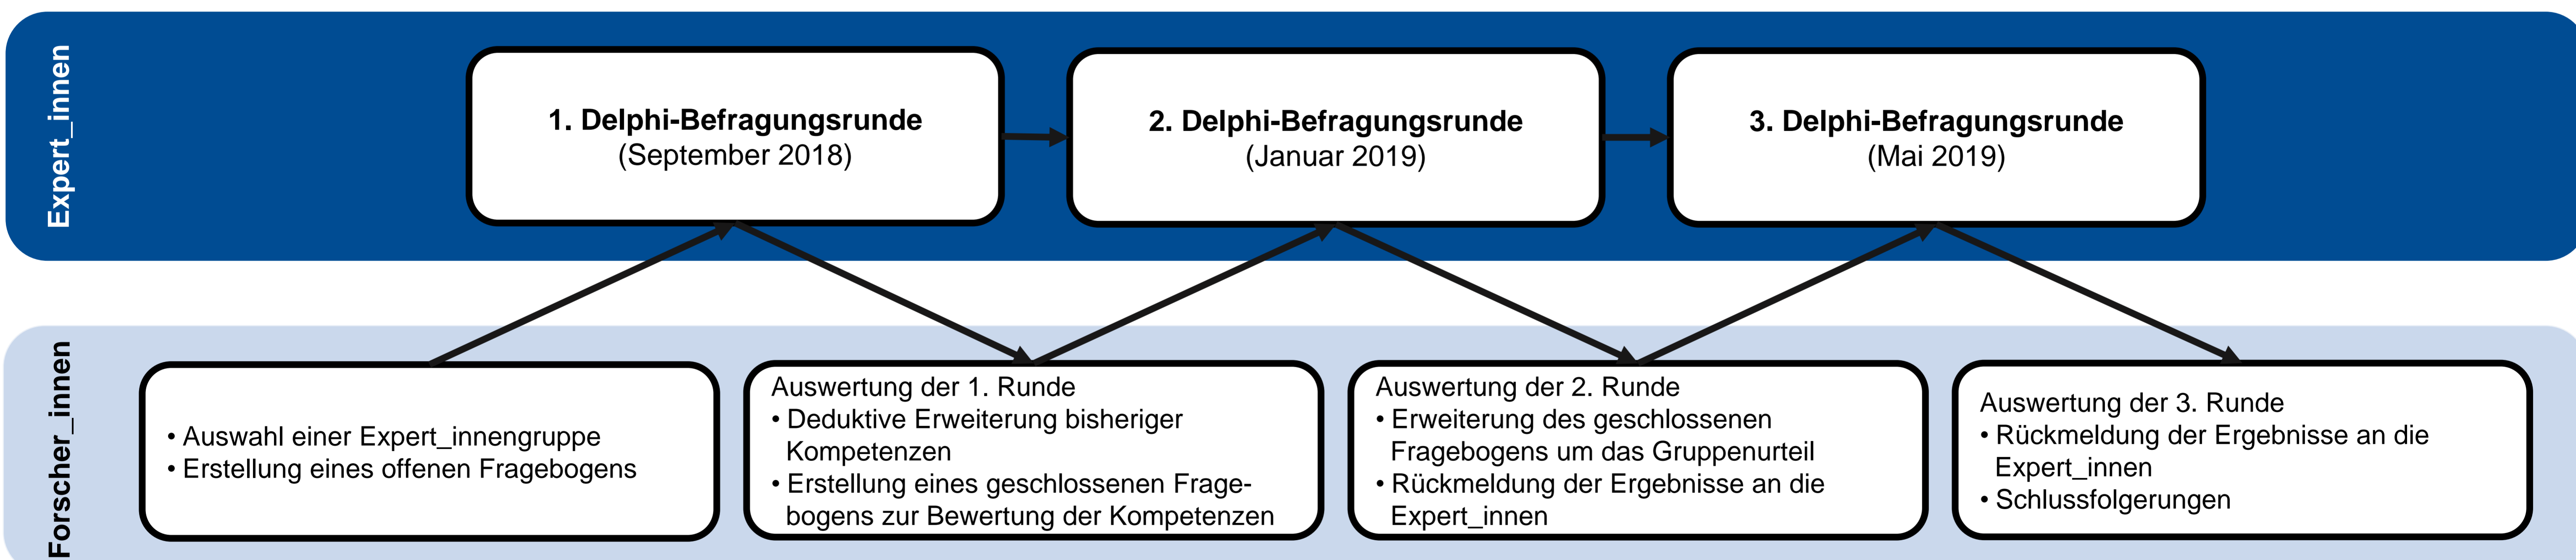 Expert_innen
1. Delphi-Befragungsrunde
(September 2018)
2. Delphi-Befragungsrunde
(Januar 2019)
3. Delphi-Befragungsrunde
(Mai 2019)
Forscher_innen
• Auswahl einer Expert_innengruppe
• Erstellung eines offenen Fragebogens
Auswertung der 1. Runde
• Deduktive Erweiterung bisheriger
Kompetenzen
• Erstellung eines geschlossenen Frage-
bogens zur Bewertung der Kompetenzen
Auswertung der 2. Runde
• Erweiterung des geschlossenen
Fragebogens um das Gruppenurteil
• Rückmeldung der Ergebnisse an die
Expert_innen
Auswertung der 3. Runde
• Rückmeldung der Ergebnisse an die
Expert_innen
• Schlussfolgerungen